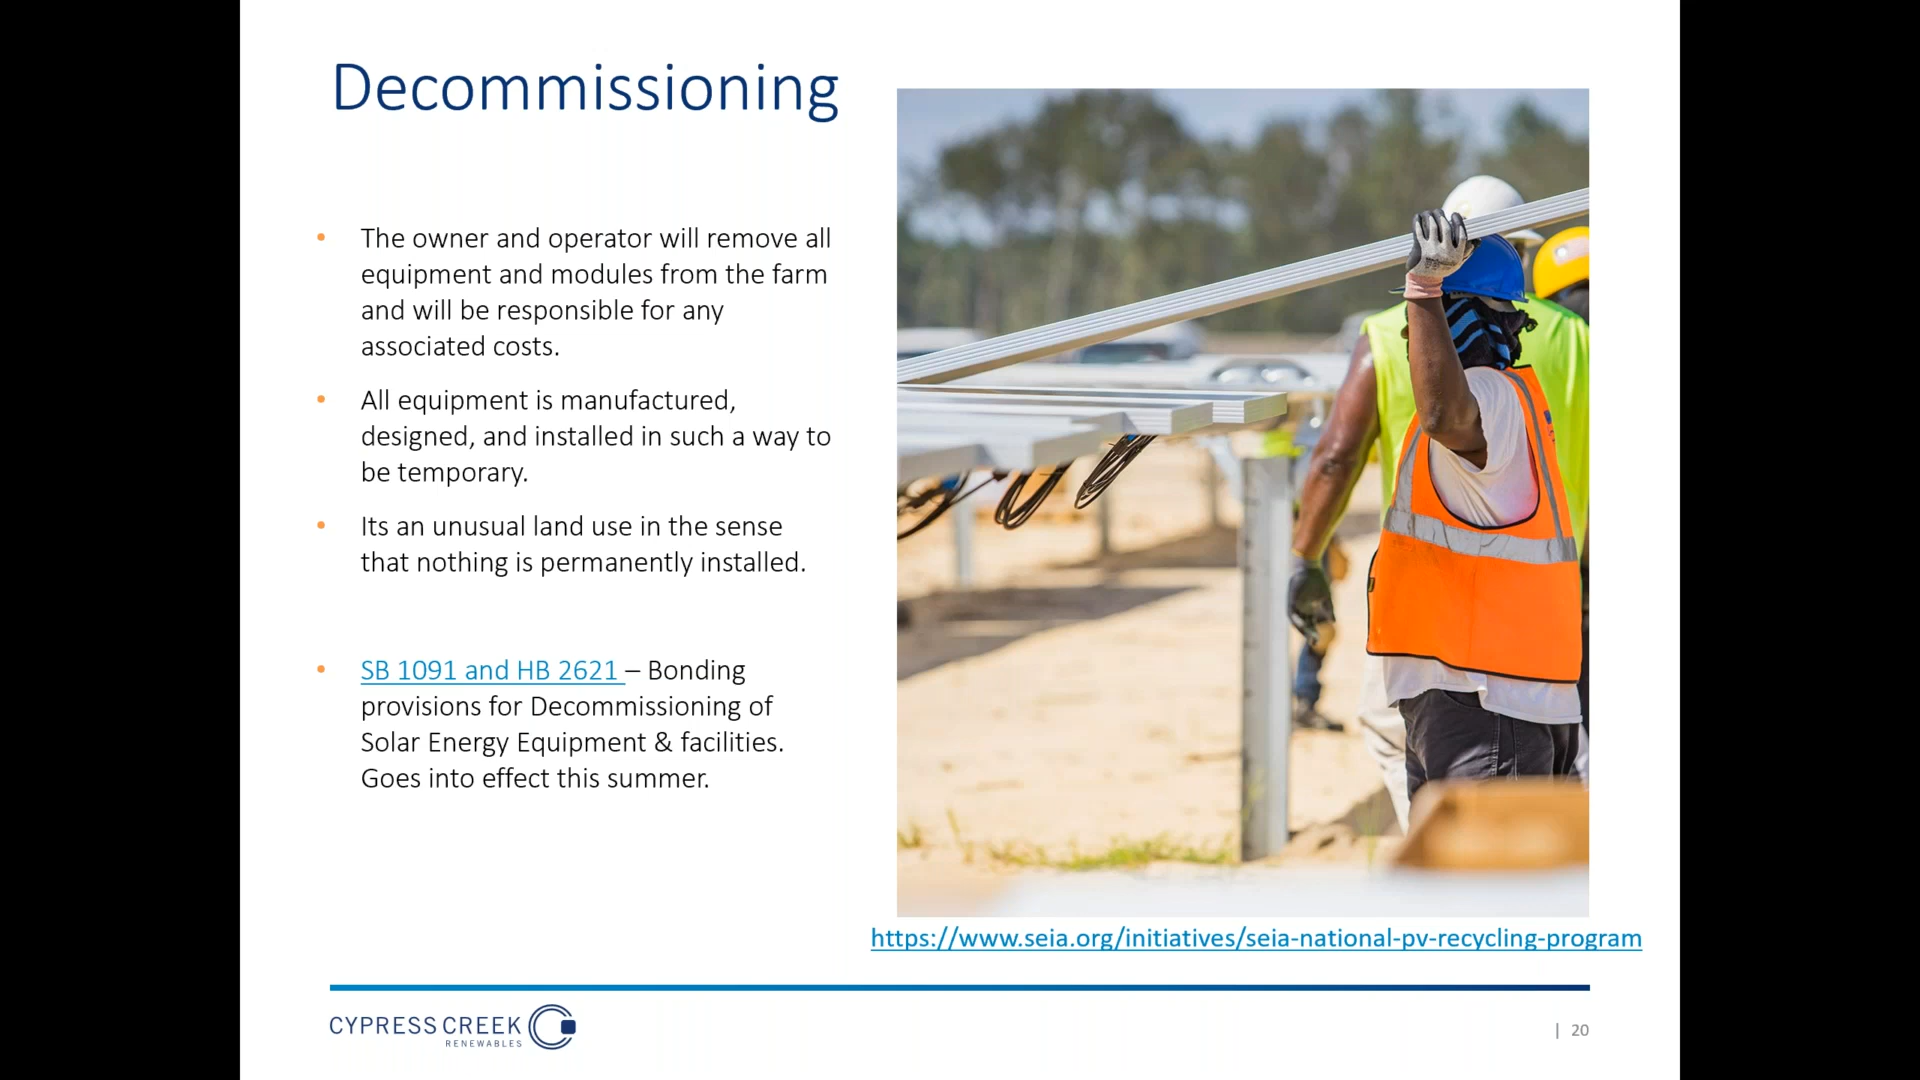 Decommissioning
• The owner and operator will remove all
equipment and modules from the farm
and will be responsible for any
associated costs.
• All equipment is manufactured,
designed, and installed in such a way to
be temporary.
• Its an unusual land use in the sense
that nothing is permanently installed.
• SB 1091 and HB 2621 – Bonding
provisions for Decommissioning of
Solar Energy Equipment & facilities.
Goes into effect this summer.
https://www.seia.org/initiatives/seia-national-pv-recycling-program
CYPRESS CREEK
RENEWABLES
| 20